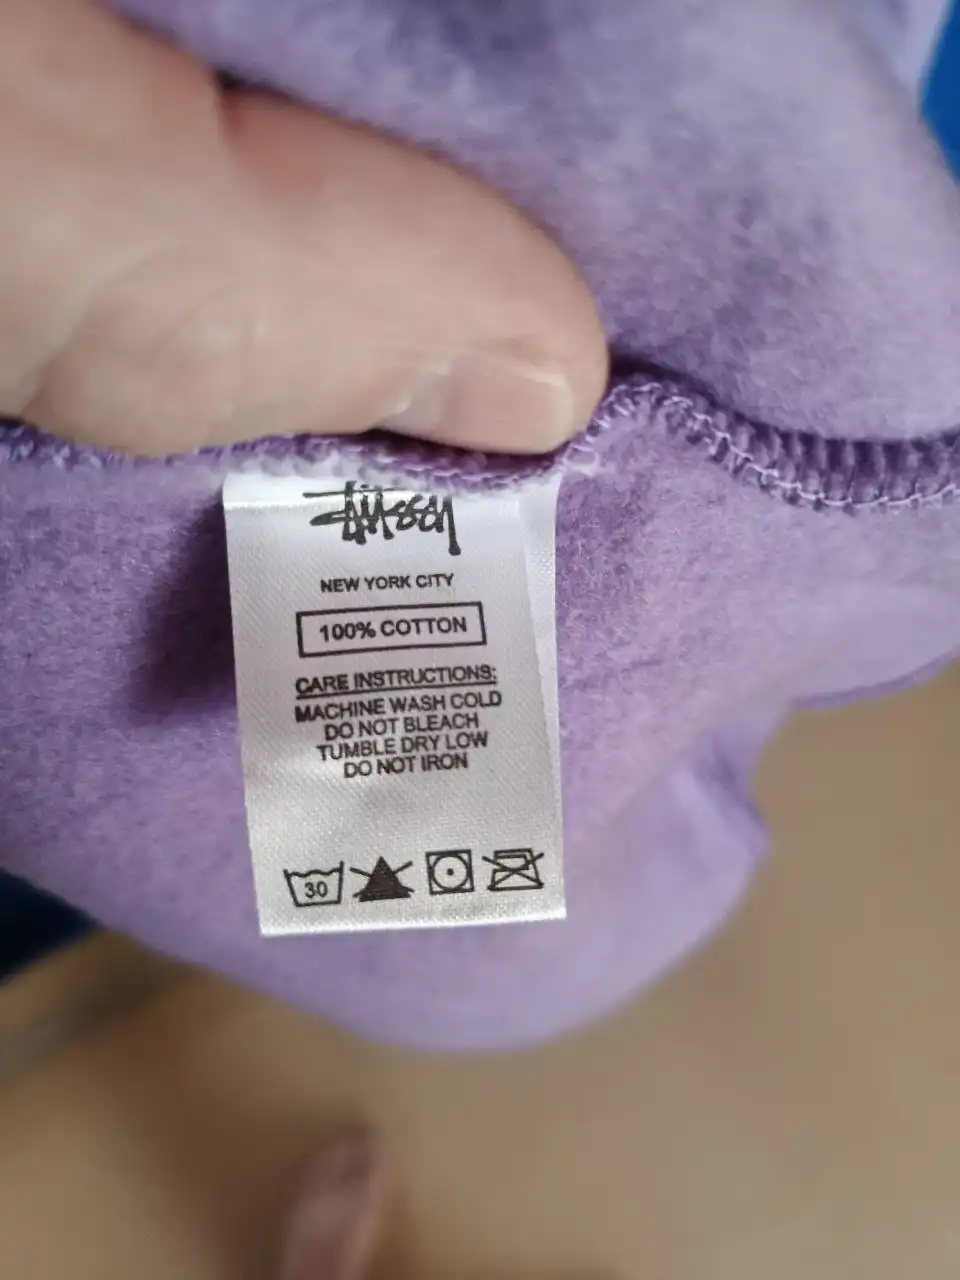 Stüssy
NEW YORK CITY
100% COTTON
CARE INSTRUCTIONS:
MACHINE WASH COLD
DO NOT BLEACH
TUMBLE DRY LOW
DO NOT IRON
30